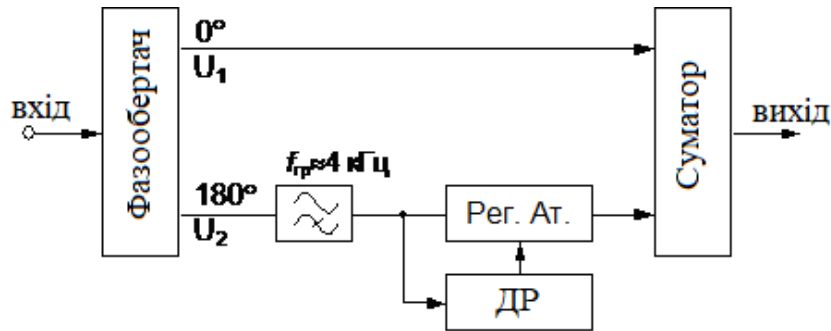 0°
U₁
вхід
Фазообертач
fгр≈4 кГц
180°
U₂
Рег. Ат.
ДР
Суматор
вихід